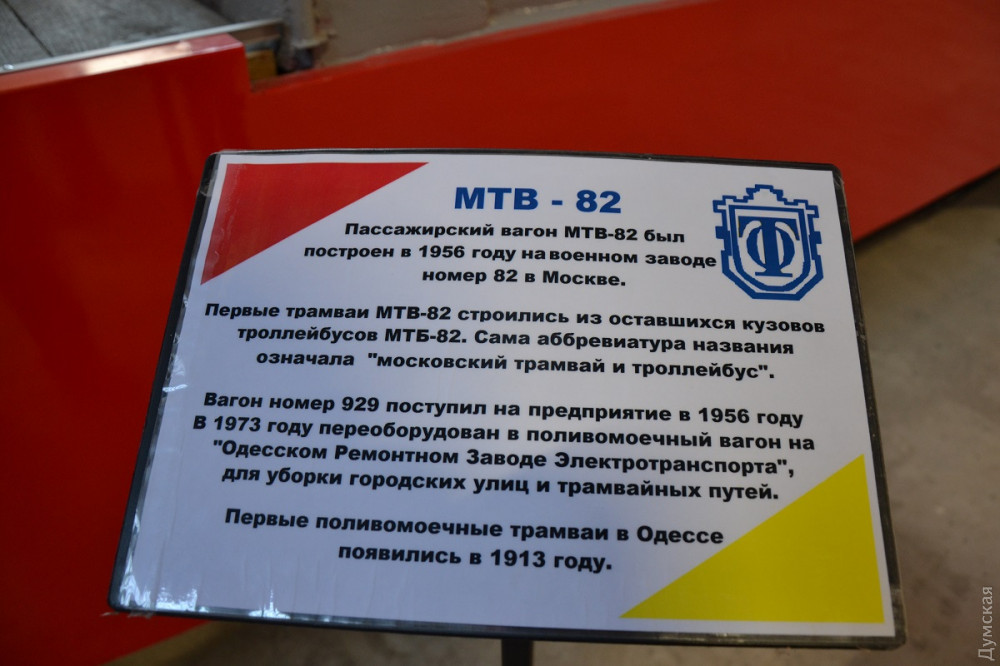 МТВ - 82
Пассажирский вагон МТВ-82 был
построен в 1956 году на военном заводе
номер 82 в Москве.
Первые трамваи МТВ-82 строились из оставшихся кузовов
троллейбусов МТБ-82. Сама аббревиатура названия
означала "московский трамвай и троллейбус".
Вагон номер 929 поступил на предприятие в 1956 году
В 1973 году переоборудован в поливомоечный вагон на
"Одесском Ремонтном Заводе Электротранспорта",
для уборки городских улиц и трамвайных путей.
Первые поливомоечные трамваи в Одессе
появились в 1913 году.
Думская